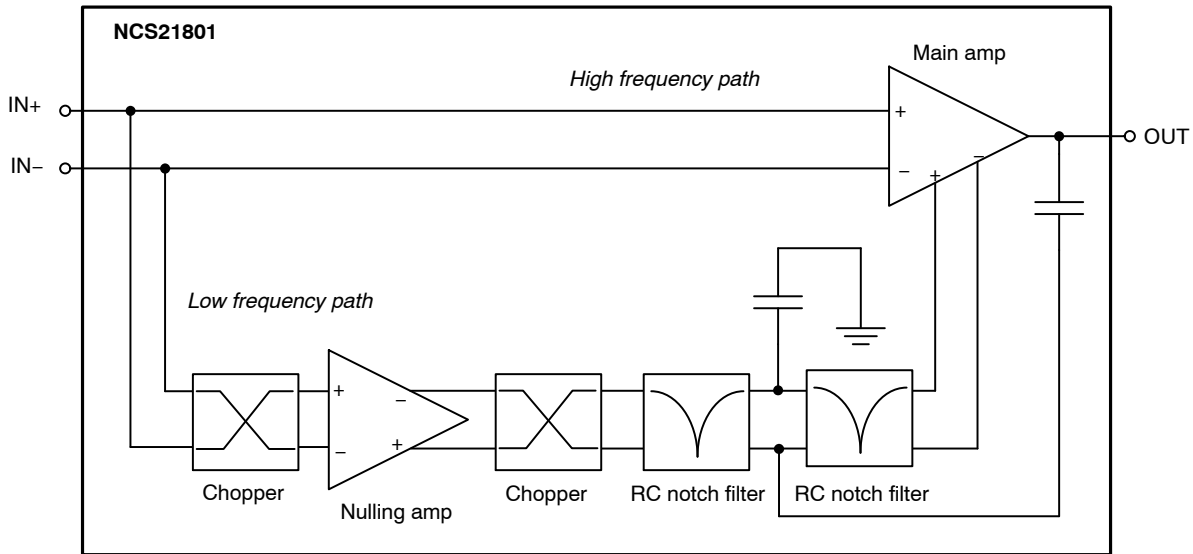 NCS21801
Main amp
High frequency path
IN+
+
OUT
IN−
−
+
−
Low frequency path
+
−
−
+
Chopper
Nulling amp
Chopper
RC notch filter
RC notch filter